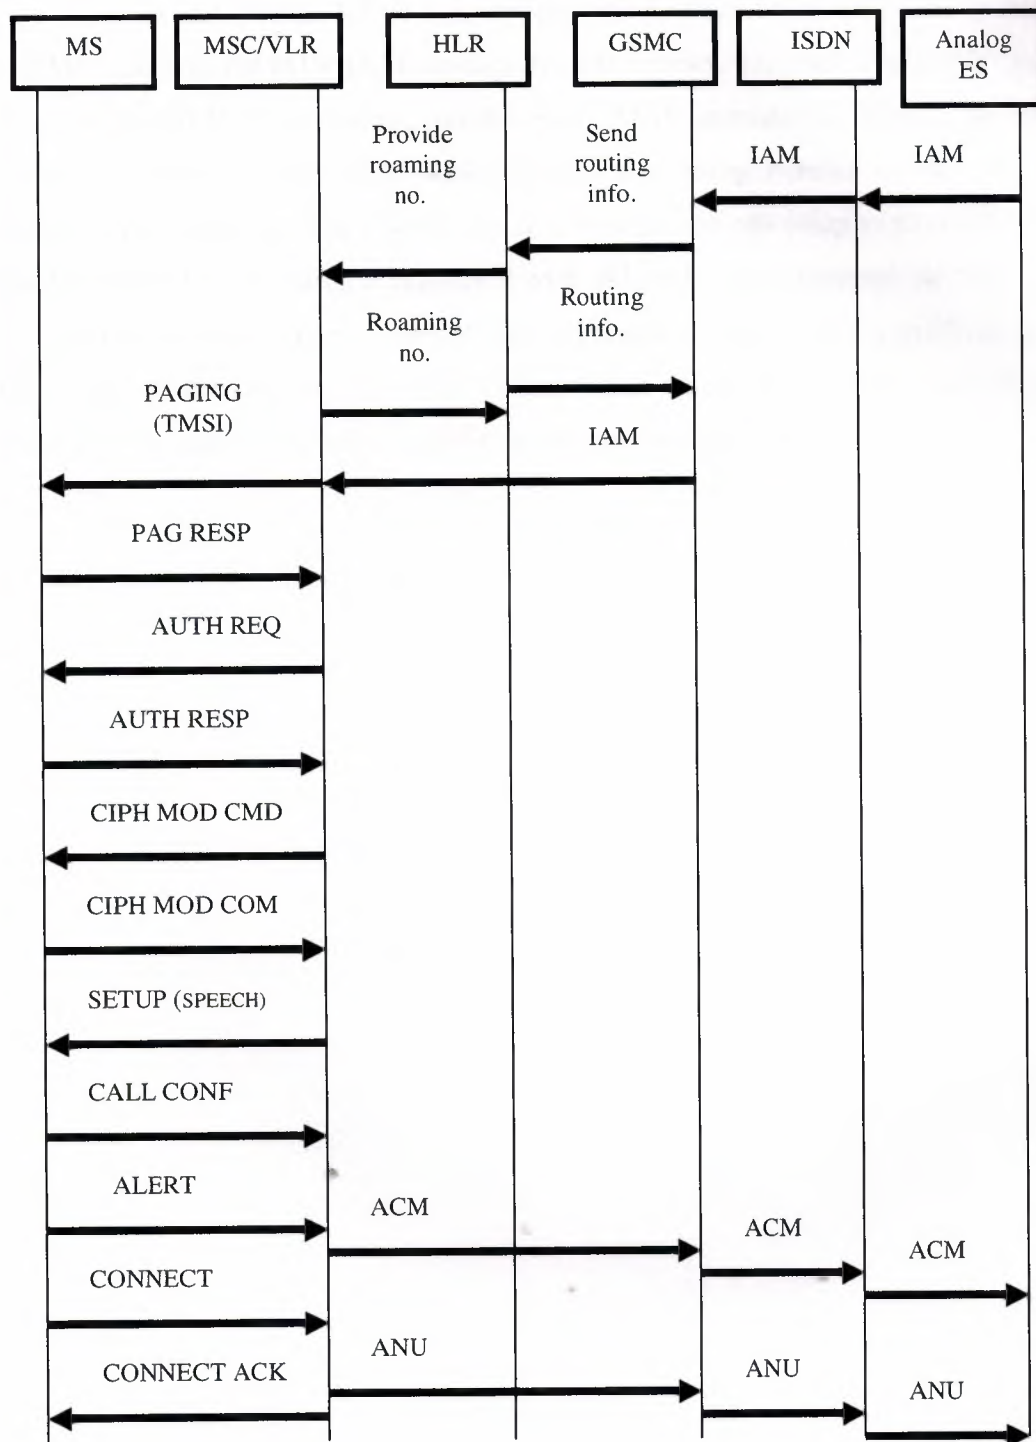 MS
MSC/VLR
HLR
GSMC
ISDN
Analog
ES
Provide
roaming
no.
Send
routing
info.
IAM
IAM
Roaming
no.
Routing
info.
PAGING
(TMSI)
IAM
PAG RESP
AUTH REQ
AUTH RESP
CIPH MOD CMD
CIPH MOD COM
SETUP (SPEECH)
CALL CONF
ALERT
ACM
ACM
ACM
CONNECT
ANU
CONNECT ACK
ANU
ANU